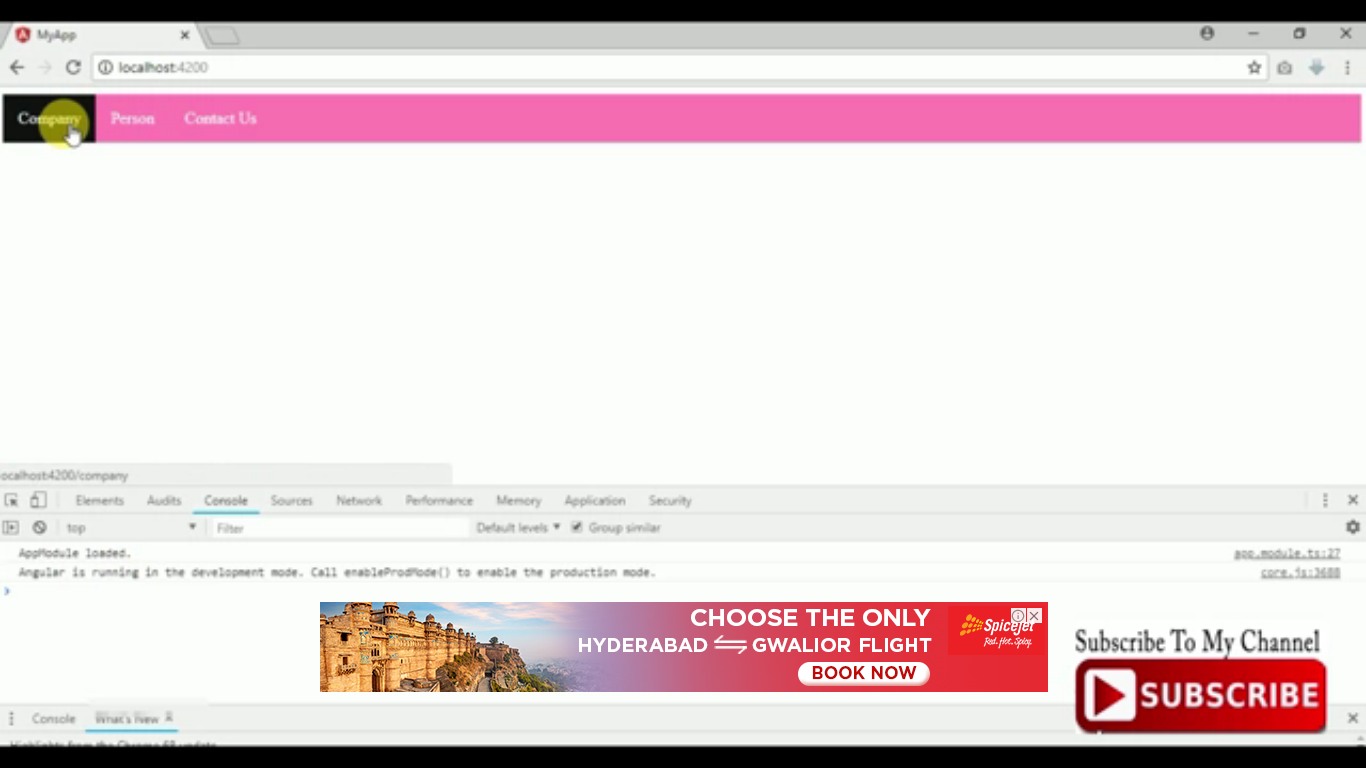 MyApp
localhost:4200
Company Person Contact Us
ocalhost:4200/company
Elements Audits Console Sources Network Performance Memory Application Security
top Filter Default levels Group similar
AppModule loaded. app.module.ts:27
Angular is running in the development mode. Call enableProdMode() to enable the production mode. core.js:3688
CHOOSE THE ONLY
HYDERABAD GWALIOR FLIGHT
BOOK NOW
SpiceJet
Red. Hot. Spicy.
Subscribe To My Channel
SUBSCRIBE
Console What's New